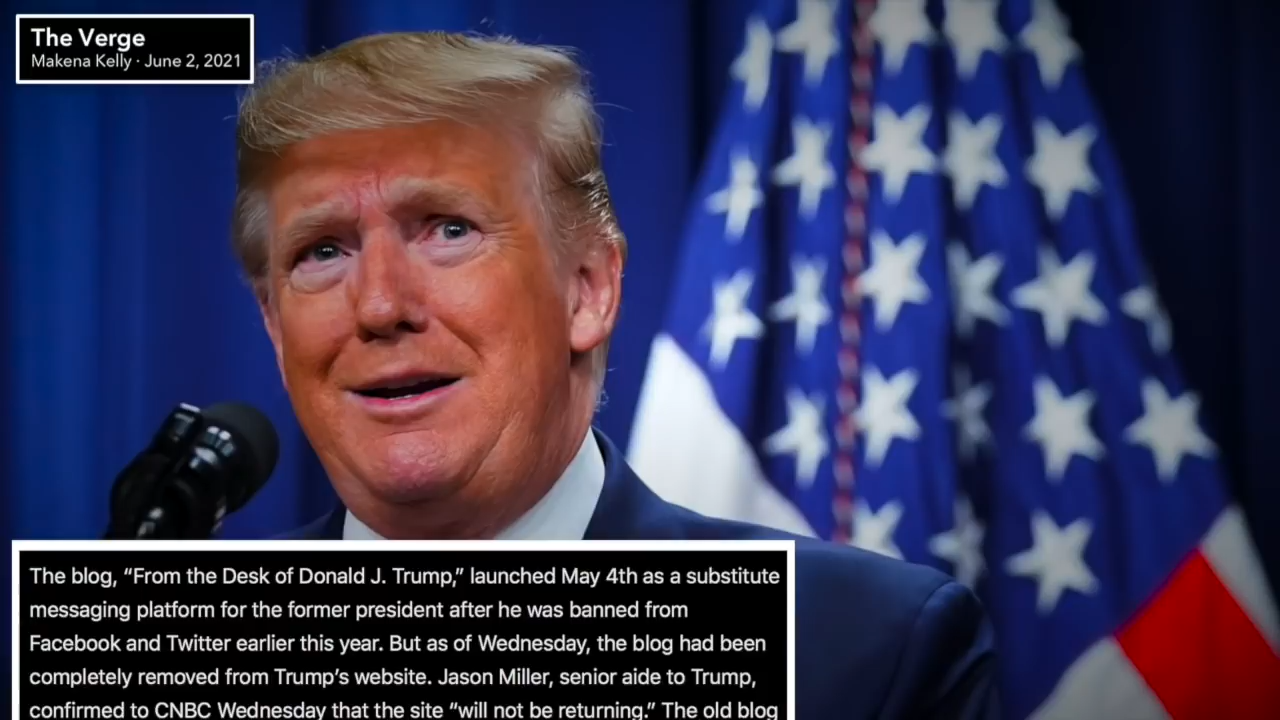 The Verge
Makena Kelly · June 2, 2021
The blog, “From the Desk of Donald J. Trump,” launched May 4th as a substitute
messaging platform for the former president after he was banned from
Facebook and Twitter earlier this year. But as of Wednesday, the blog had been
completely removed from Trump’s website. Jason Miller, senior aide to Trump,
confirmed to CNBC Wednesday that the site “will not be returning.” The old blog